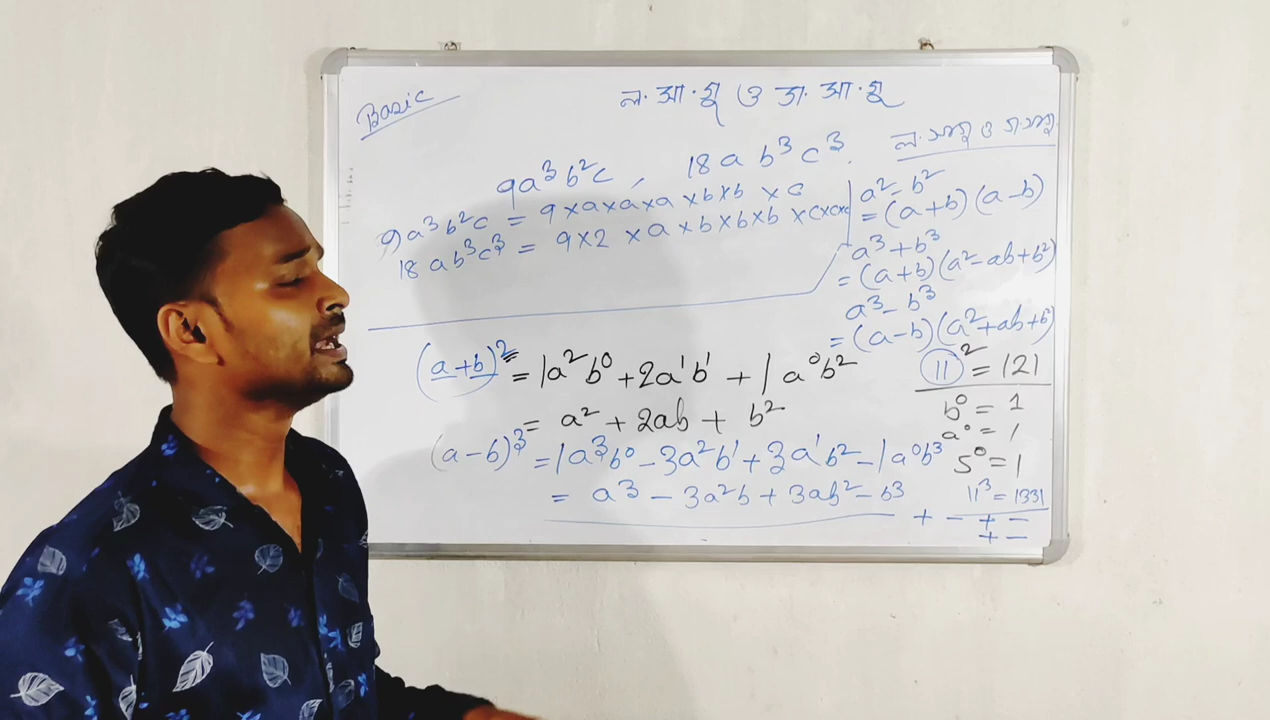 Basic
ল. সা. গু ও গ. সা. গু
ল. সাগু ও গ. সাগু
9a³b²c, 18ab³c³.
9a³b²c = 9×a×a×a×b×b×c
18ab³c³ = 9×2×a×b×b×b×c×c×c
a²-b²
= (a+b)(a-b)
a³+b³
= (a+b)(a²-ab+b²)
a³-b³
= (a-b)(a²+ab+b²)
(a+b)² = 1a²b⁰+2a¹b¹+1a⁰b²
= a²+2ab+b²
(a-b)³ = 1a³b⁰-3a²b¹+3a¹b²-1a⁰b³
= a³-3a²b+3ab²-b³
11² = 121
b⁰ = 1
a⁰ = 1
5⁰ = 1
11³ = 1331
+ - + -
+ -